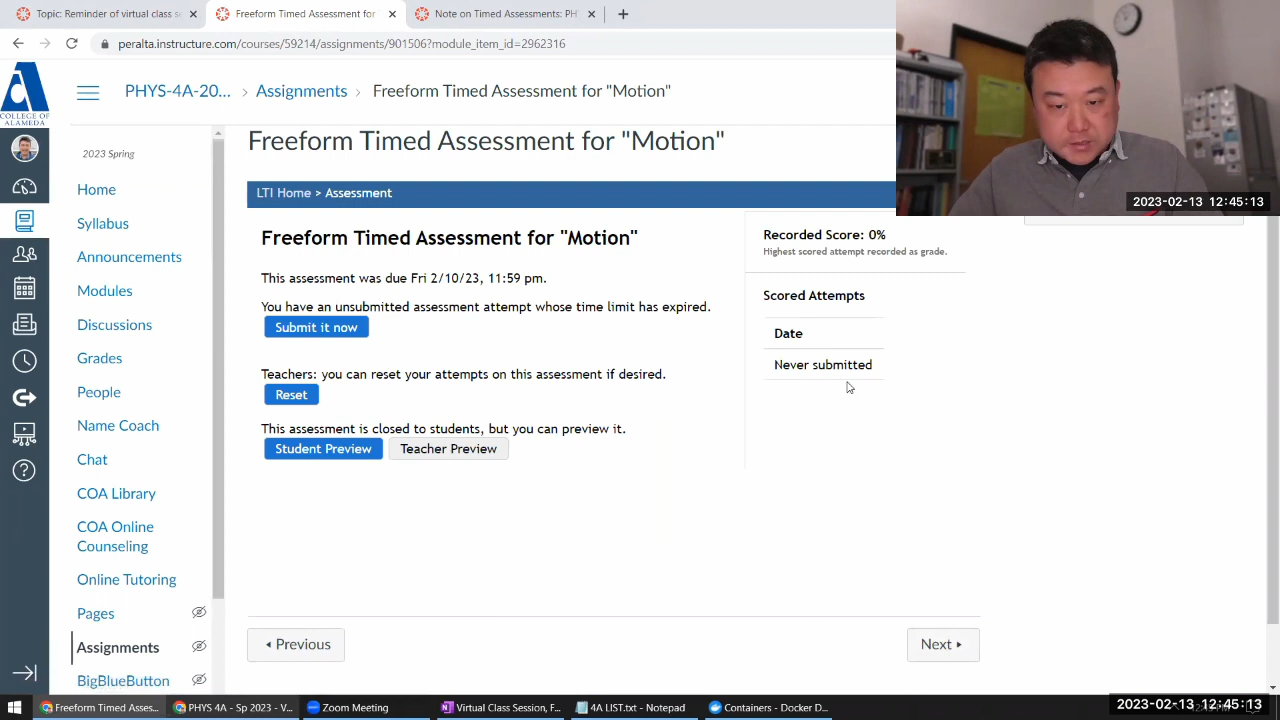 Topic: Reminder of virtual class s
Freeform Timed Assessment for
Note on Timed Assessments: PH
peralta.instructure.com/courses/59214/assignments/901506?module_item_id=2962316
COLLEGE OF
ALAMEDA
PHYS-4A-20... > Assignments > Freeform Timed Assessment for "Motion"
2023 Spring
Home
Syllabus
Announcements
Modules
Discussions
Grades
People
Name Coach
Chat
COA Library
COA Online
Counseling
Online Tutoring
Pages
Assignments
BigBlueButton
Freeform Timed Assessment for "Motion"
LTI Home > Assessment
Freeform Timed Assessment for "Motion"
This assessment was due Fri 2/10/23, 11:59 pm.
You have an unsubmitted assessment attempt whose time limit has expired.
Submit it now
Teachers: you can reset your attempts on this assessment if desired.
Reset
This assessment is closed to students, but you can preview it.
Student Preview
Teacher Preview
Recorded Score: 0%
Highest scored attempt recorded as grade.
Scored Attempts
Date
Never submitted
Previous
Next
2023-02-13 12:45:13
Freeform Timed Asses...
PHYS 4A - Sp 2023 - V...
Zoom Meeting
Virtual Class Session, F...
4A LIST.txt - Notepad
Containers - Docker D...
2023-02-13 12:45:13